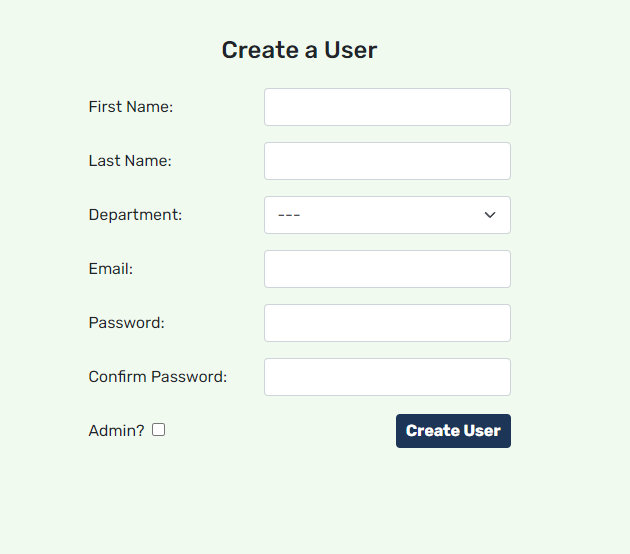 Create a User
First Name:
Last Name:
Department:
---
Email:
Password:
Confirm Password:
Admin?
Create User